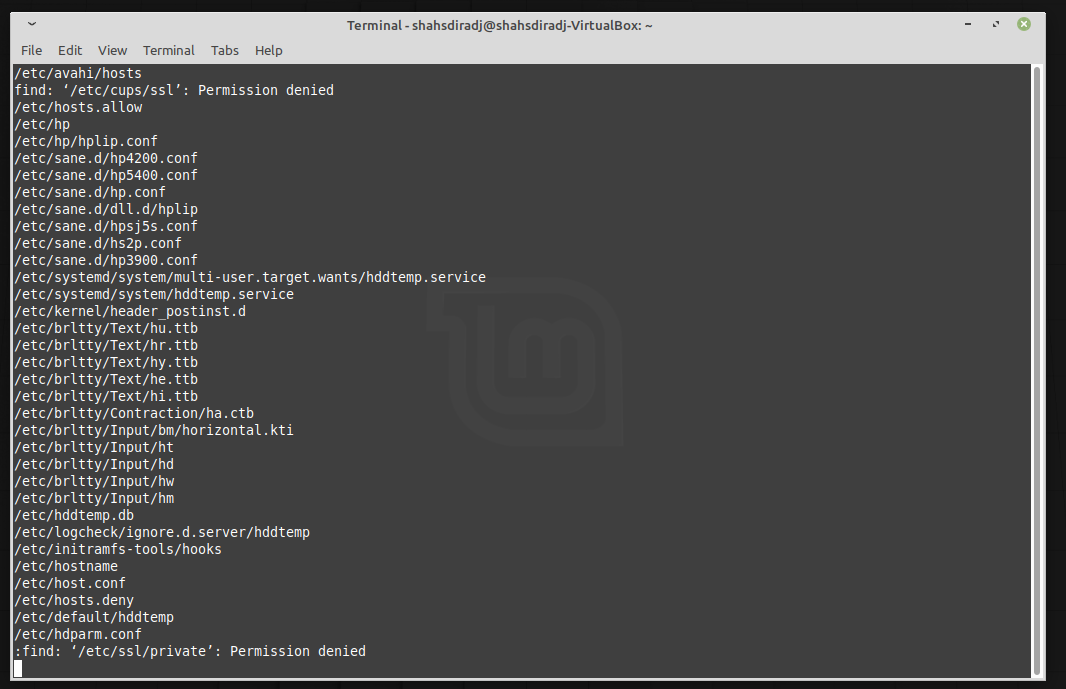 Terminal - shahsdiradj@shahsdiradj-VirtualBox: ~
File Edit View Terminal Tabs Help
/etc/avahi/hosts
find: ‘/etc/cups/ssl’: Permission denied
/etc/hosts.allow
/etc/hp
/etc/hp/hplip.conf
/etc/sane.d/hp4200.conf
/etc/sane.d/hp5400.conf
/etc/sane.d/hp.conf
/etc/sane.d/dll.d/hplip
/etc/sane.d/hpsj5s.conf
/etc/sane.d/hs2p.conf
/etc/sane.d/hp3900.conf
/etc/systemd/system/multi-user.target.wants/hddtemp.service
/etc/systemd/system/hddtemp.service
/etc/kernel/header_postinst.d
/etc/brltty/Text/hu.ttb
/etc/brltty/Text/hr.ttb
/etc/brltty/Text/hy.ttb
/etc/brltty/Text/he.ttb
/etc/brltty/Text/hi.ttb
/etc/brltty/Contraction/ha.ctb
/etc/brltty/Input/bm/horizontal.kti
/etc/brltty/Input/ht
/etc/brltty/Input/hd
/etc/brltty/Input/hw
/etc/brltty/Input/hm
/etc/hddtemp.db
/etc/logcheck/ignore.d.server/hddtemp
/etc/initramfs-tools/hooks
/etc/hostname
/etc/host.conf
/etc/hosts.deny
/etc/default/hddtemp
/etc/hdparm.conf
:find: ‘/etc/ssl/private’: Permission denied